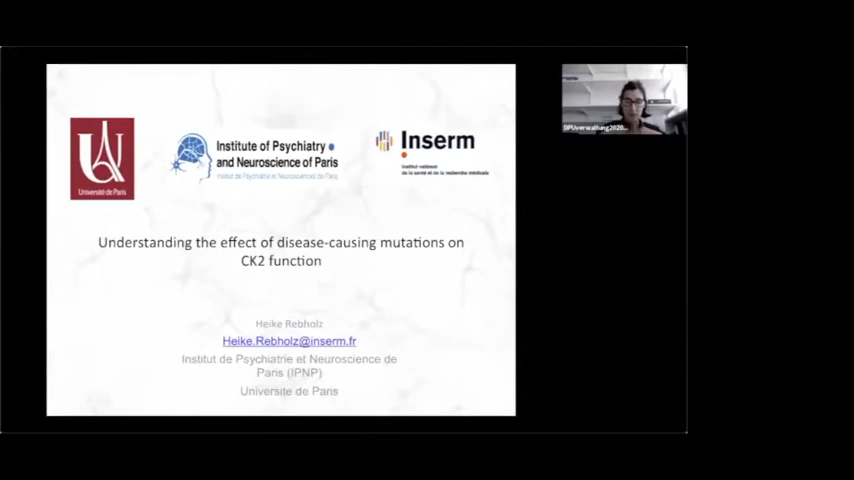 Université de Paris
Institute of Psychiatry
and Neuroscience of Paris
Institut de Psychiatrie et Neurosciences de Paris
Inserm
Institut national
de la santé et de la recherche médicale
DPUverwaltung2020...
Understanding the effect of disease-causing mutations on
CK2 function
Heike Rebholz
Heike.Rebholz@inserm.fr
Institut de Psychiatrie et Neuroscience de
Paris (IPNP)
Universite de Paris